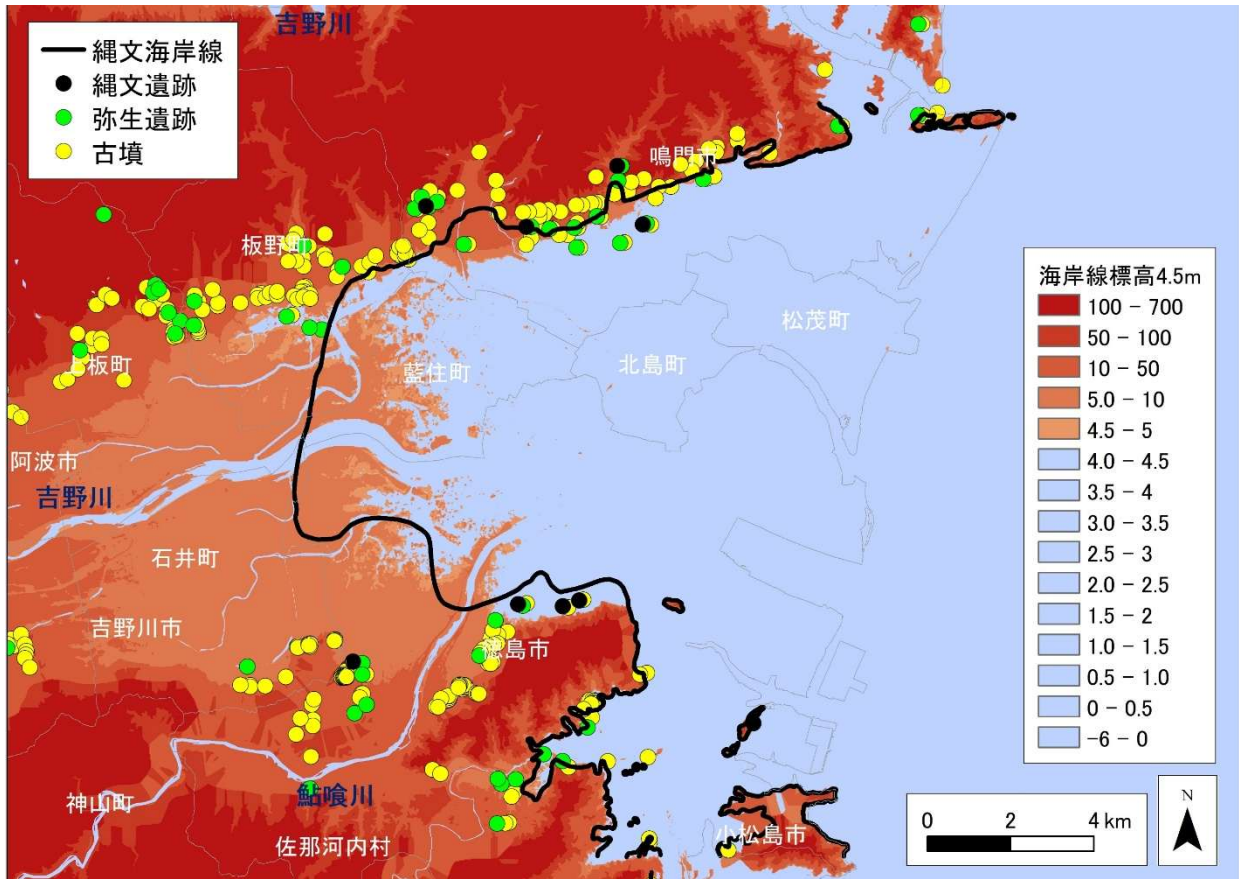 吉野川
縄文海岸線
縄文遺跡
弥生遺跡
古墳
鳴門市
板野町
松茂町
上板町
藍住町
北島町
阿波市
吉野川
石井町
吉野川市
徳島市
神山町
鮎喰川
佐那河内村
小松島市
海岸線標高4.5m
100 - 700
50 - 100
10 - 50
5.0 - 10
4.5 - 5
4.0 - 4.5
3.5 - 4
3.0 - 3.5
2.5 - 3
2.0 - 2.5
1.5 - 2
1.0 - 1.5
0.5 - 1.0
0 - 0.5
-6 - 0
0 2 4 km
N